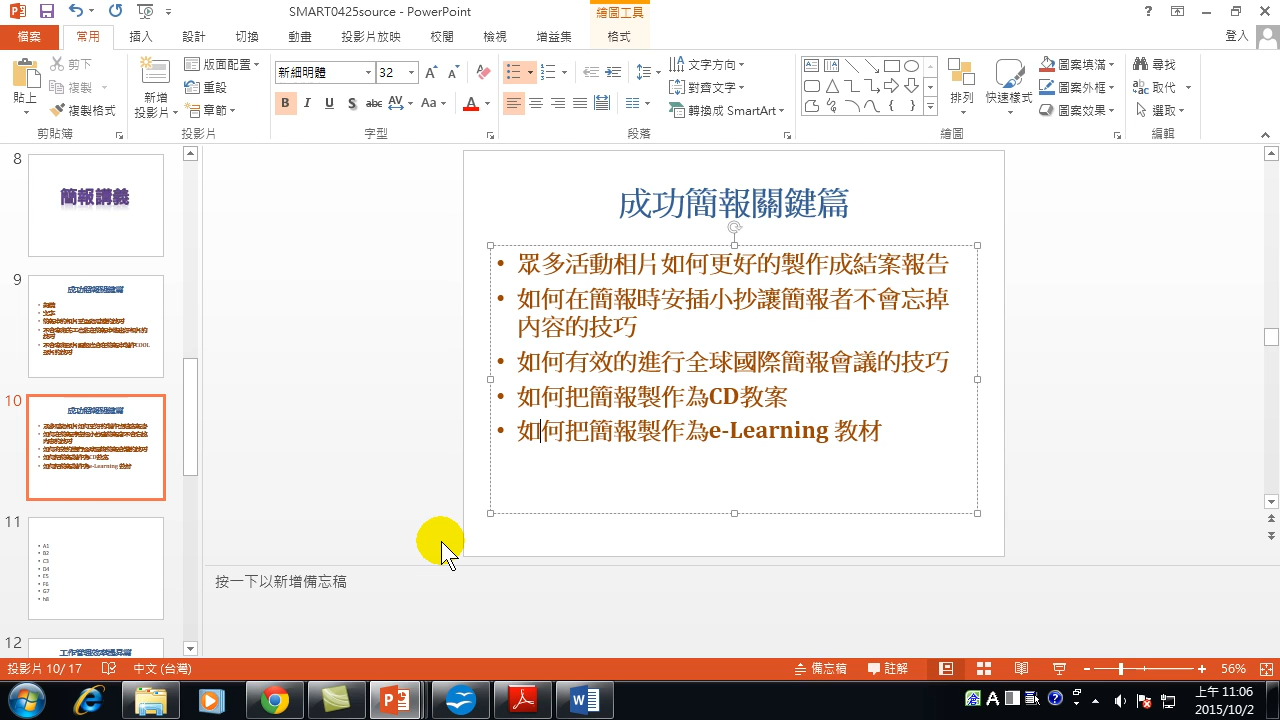 SMART0425source - PowerPoint
繪圖工具
檔案
常用
插入
設計
切換
動畫
投影片放映
校閱
檢視
增益集
格式
登入
貼上
剪下
複製
複製格式
剪貼簿
新增
投影片
版面配置
重設
章節
投影片
新細明體
32
字型
文字方向
對齊文字
轉換成 SmartArt
段落
排列
快速樣式
圖案填滿
圖案外框
圖案效果
繪圖
尋找
取代
選取
編輯
8
簡報講義
9
成功簡報關鍵篇
10
成功簡報關鍵篇
11
A1
B2
C3
D4
E5
F6
G7
h8
12
工作管理效率提昇篇
成功簡報關鍵篇
• 眾多活動相片如何更好的製作成結案報告
• 如何在簡報時安插小抄讓簡報者不會忘掉
內容的技巧
• 如何有效的進行全球國際簡報會議的技巧
• 如何把簡報製作為CD教案
• 如何把簡報製作為e-Learning 教材
按一下以新增備忘稿
投影片 10/ 17
中文 (台灣)
備忘稿
註解
56%
上午 11:06
2015/10/2